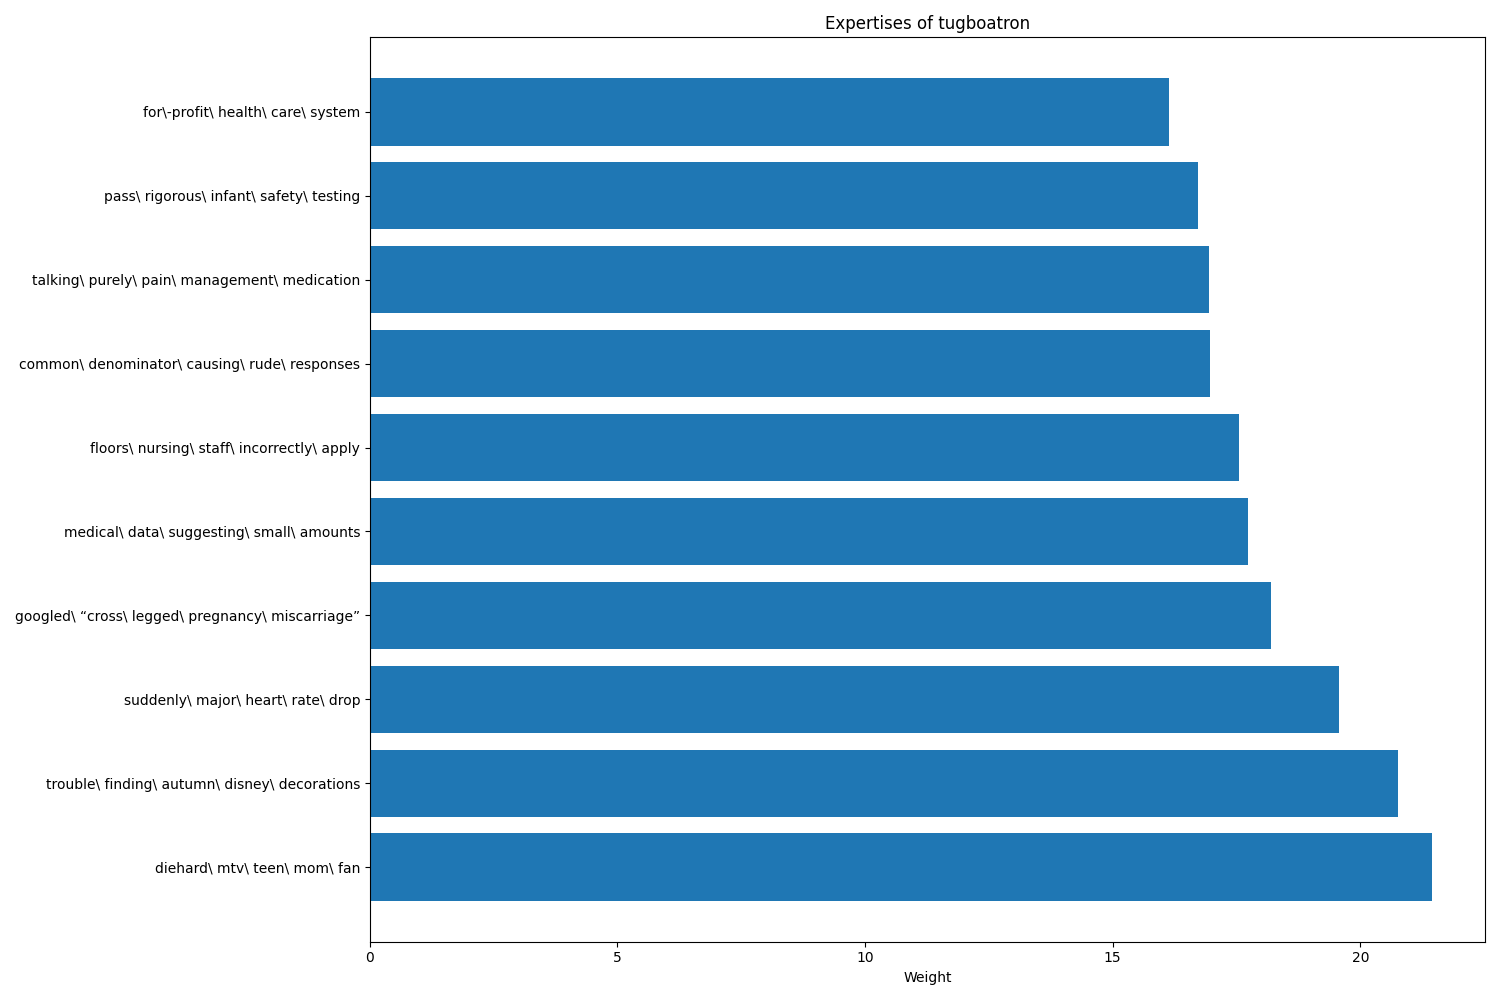 Expertises of tugboatron
for\-profit\ health\ care\ system
pass\ rigorous\ infant\ safety\ testing
talking\ purely\ pain\ management\ medication
common\ denominator\ causing\ rude\ responses
floors\ nursing\ staff\ incorrectly\ apply
medical\ data\ suggesting\ small\ amounts
googled\ “cross\ legged\ pregnancy\ miscarriage”
suddenly\ major\ heart\ rate\ drop
trouble\ finding\ autumn\ disney\ decorations
diehard\ mtv\ teen\ mom\ fan
0 5 10 15 20
Weight